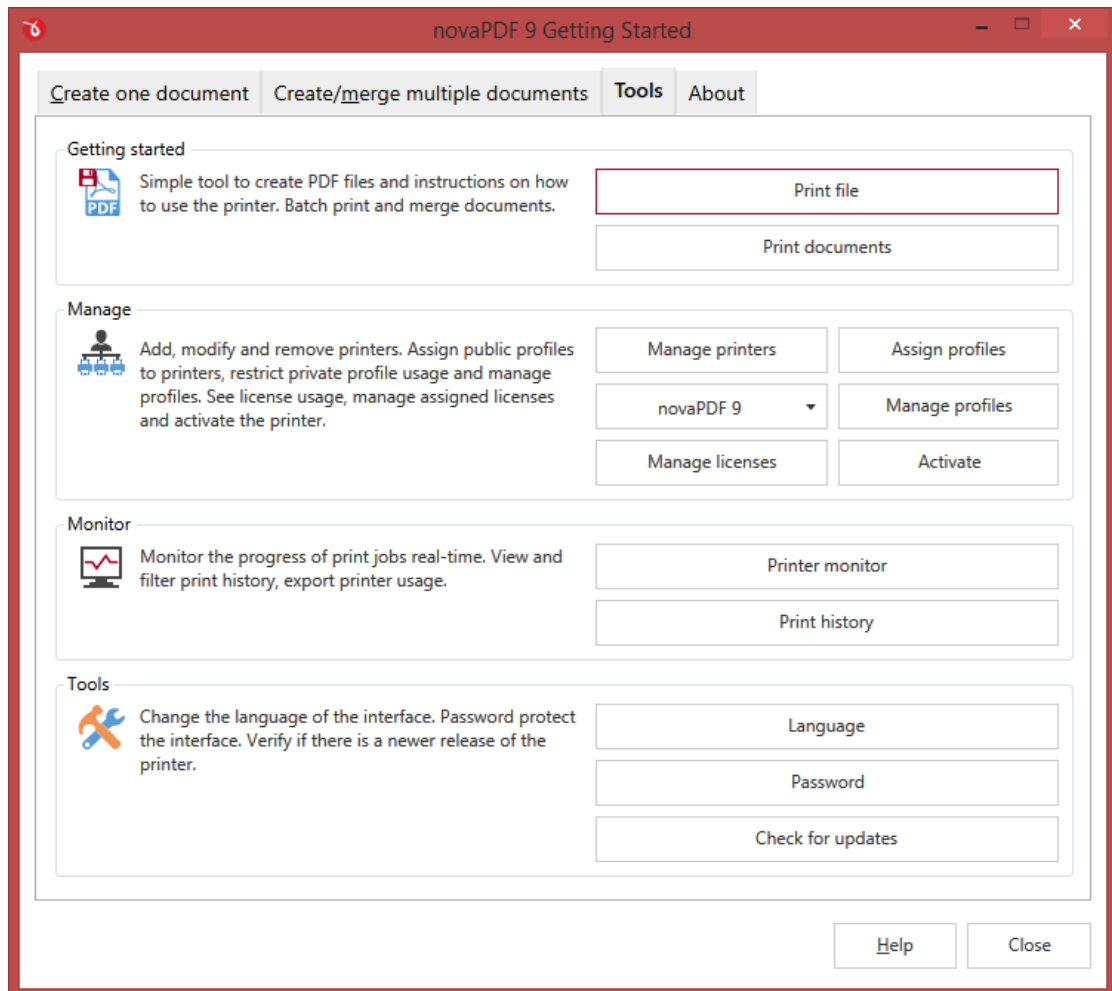 novaPDF 9 Getting Started
Create one document
Create/merge multiple documents
Tools
About
Getting started
PDF
Simple tool to create PDF files and instructions on how
to use the printer. Batch print and merge documents.
Print file
Print documents
Manage
Add, modify and remove printers. Assign public profiles
to printers, restrict private profile usage and manage
profiles. See license usage, manage assigned licenses
and activate the printer.
Manage printers
Assign profiles
novaPDF 9
Manage profiles
Manage licenses
Activate
Monitor
Monitor the progress of print jobs real-time. View and
filter print history, export printer usage.
Printer monitor
Print history
Tools
Change the language of the interface. Password protect
the interface. Verify if there is a newer release of the
printer.
Language
Password
Check for updates
Help
Close